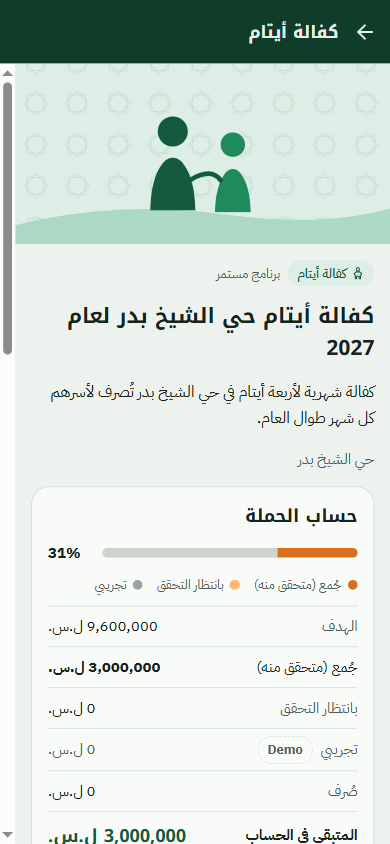 كفالة أيتام
كفالة أيتام برنامج مستمر
كفالة أيتام حي الشيخ بدر لعام
2027
كفالة شهرية لأربعة أيتام في حي الشيخ بدر تُصرف لأسرهم
كل شهر طوال العام.
حي الشيخ بدر
حساب الحملة
31%
جُمع (متحقق منه) بانتظار التحقق تجريبي
الهدف 9,600,000 ل.س.
جُمع (متحقق منه) 3,000,000 ل.س.
بانتظار التحقق 0 ل.س.
تجريبي Demo 0 ل.س.
صُرف 0 ل.س.
المتبقي في الحساب 3,000,000 ل.س.